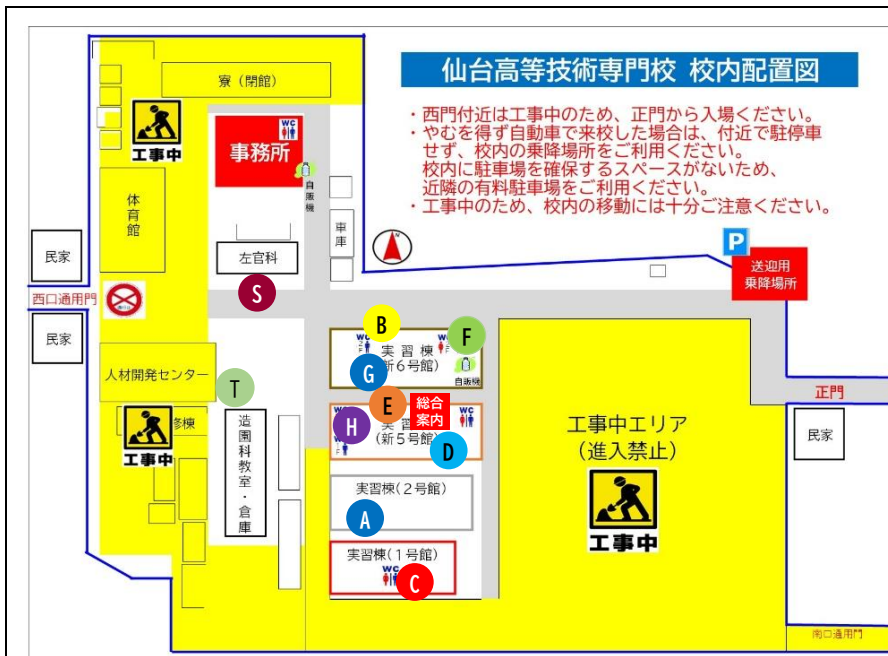 仙台高等技術専門校 校内配置図
・西門付近は工事中のため、正門から入場ください。
・やむを得ず自動車で来校した場合は、付近で駐停車
せず、校内の乗降場所をご利用ください。
校内に駐車場を確保するスペースがないため、
近隣の有料駐車場をご利用ください。
・工事中のため、校内の移動には十分ご注意ください。
寮（閉館）
工事中
WC
事務所
自販機
体育館
車庫
N
民家
左官科
P
送迎用
乗降場所
西口通用門
S
民家
B
F
WC
実習棟
(新6号館)
G
自販機
人材開発センター
T
正門
E
総合
案内
WC
WC
H
実
(新5号館)
D
修棟
工事中
造園科教室・倉庫
工事中エリア
(進入禁止)
民家
工事中
実習棟(2号館)
A
実習棟(1号館)
WC
C
南口通用門